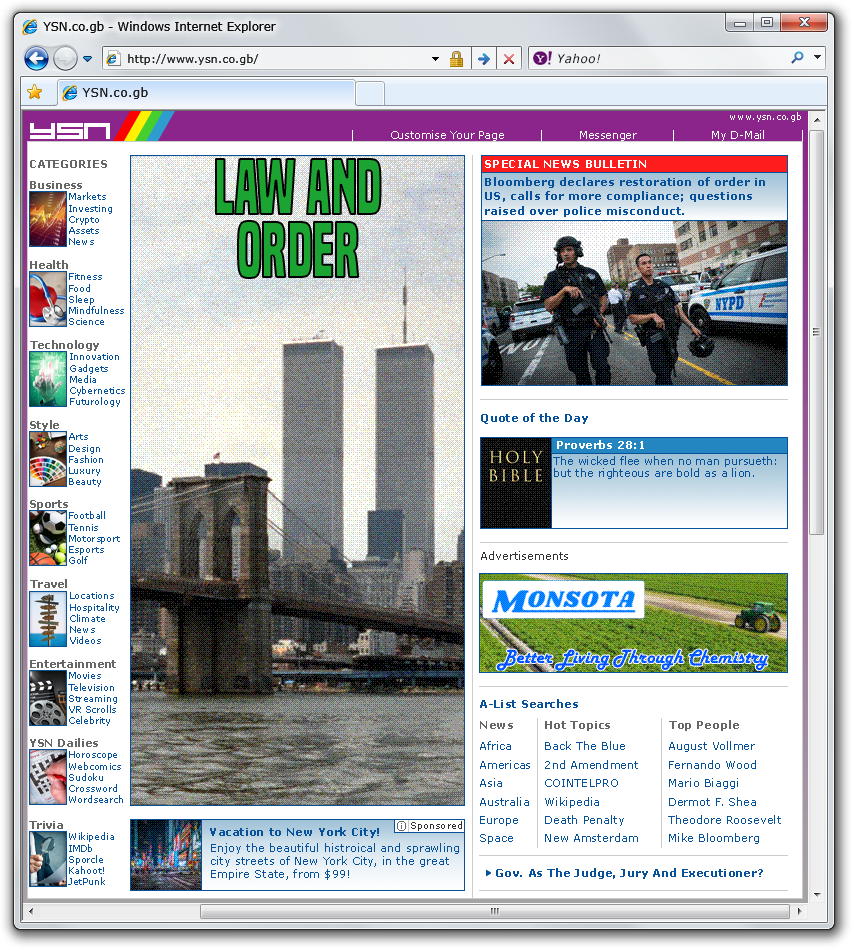 YSN.co.gb - Windows Internet Explorer
http://www.ysn.co.gb/
Yahoo!
YSN.co.gb
www.ysn.co.gb
ysn
Customise Your Page
Messenger
My D-Mail
CATEGORIES
Business
Markets
Investing
Crypto
Assets
News
Health
Fitness
Food
Sleep
Mindfulness
Science
Technology
Innovation
Gadgets
Media
Cybernetics
Futurology
Style
Arts
Design
Fashion
Luxury
Beauty
Sports
Football
Tennis
Motorsport
Esports
Golf
Travel
Locations
Hospitality
Climate
News
Videos
Entertainment
Movies
Television
Streaming
VR Scrolls
Celebrity
YSN Dailies
Horoscope
Webcomics
Sudoku
Crossword
Wordsearch
Trivia
Wikipedia
IMDb
Sporcle
Kahoot!
JetPunk
LAW AND
ORDER
Sponsored
Vacation to New York City!
Enjoy the beautiful histroical and sprawling
city streets of New York City, in the great
Empire State, from $99!
SPECIAL NEWS BULLETIN
Bloomberg declares restoration of order in
US, calls for more compliance; questions
raised over police misconduct.
NYPD
Quote of the Day
HOLY
BIBLE
Proverbs 28:1
The wicked flee when no man pursueth:
but the righteous are bold as a lion.
Advertisements
MONSOTA
Better Living Through Chemistry
A-List Searches
News
Africa
Americas
Asia
Australia
Europe
Space
Hot Topics
Back The Blue
2nd Amendment
COINTELPRO
Wikipedia
Death Penalty
New Amsterdam
Top People
August Vollmer
Fernando Wood
Mario Biaggi
Dermot F. Shea
Theodore Roosevelt
Mike Bloomberg
Gov. As The Judge, Jury And Executioner?